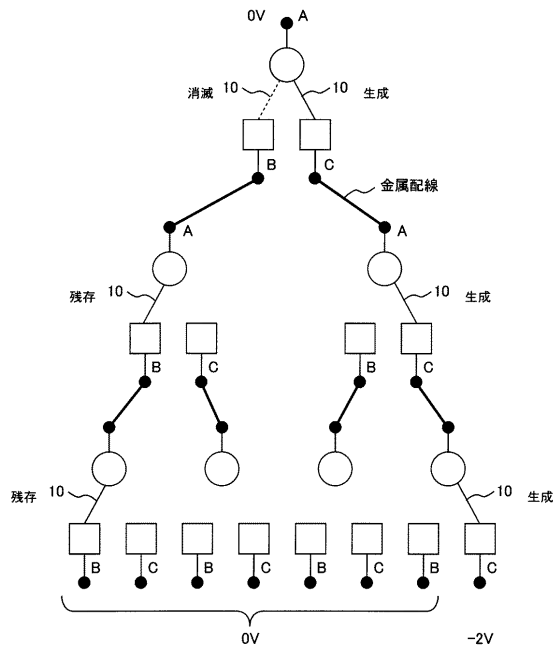 0V A
消滅 10 10 生成
B C
金属配線
A A
残存 10 10 生成
B C B C
残存 10 10 生成
B C B C B C B C
0V -2V